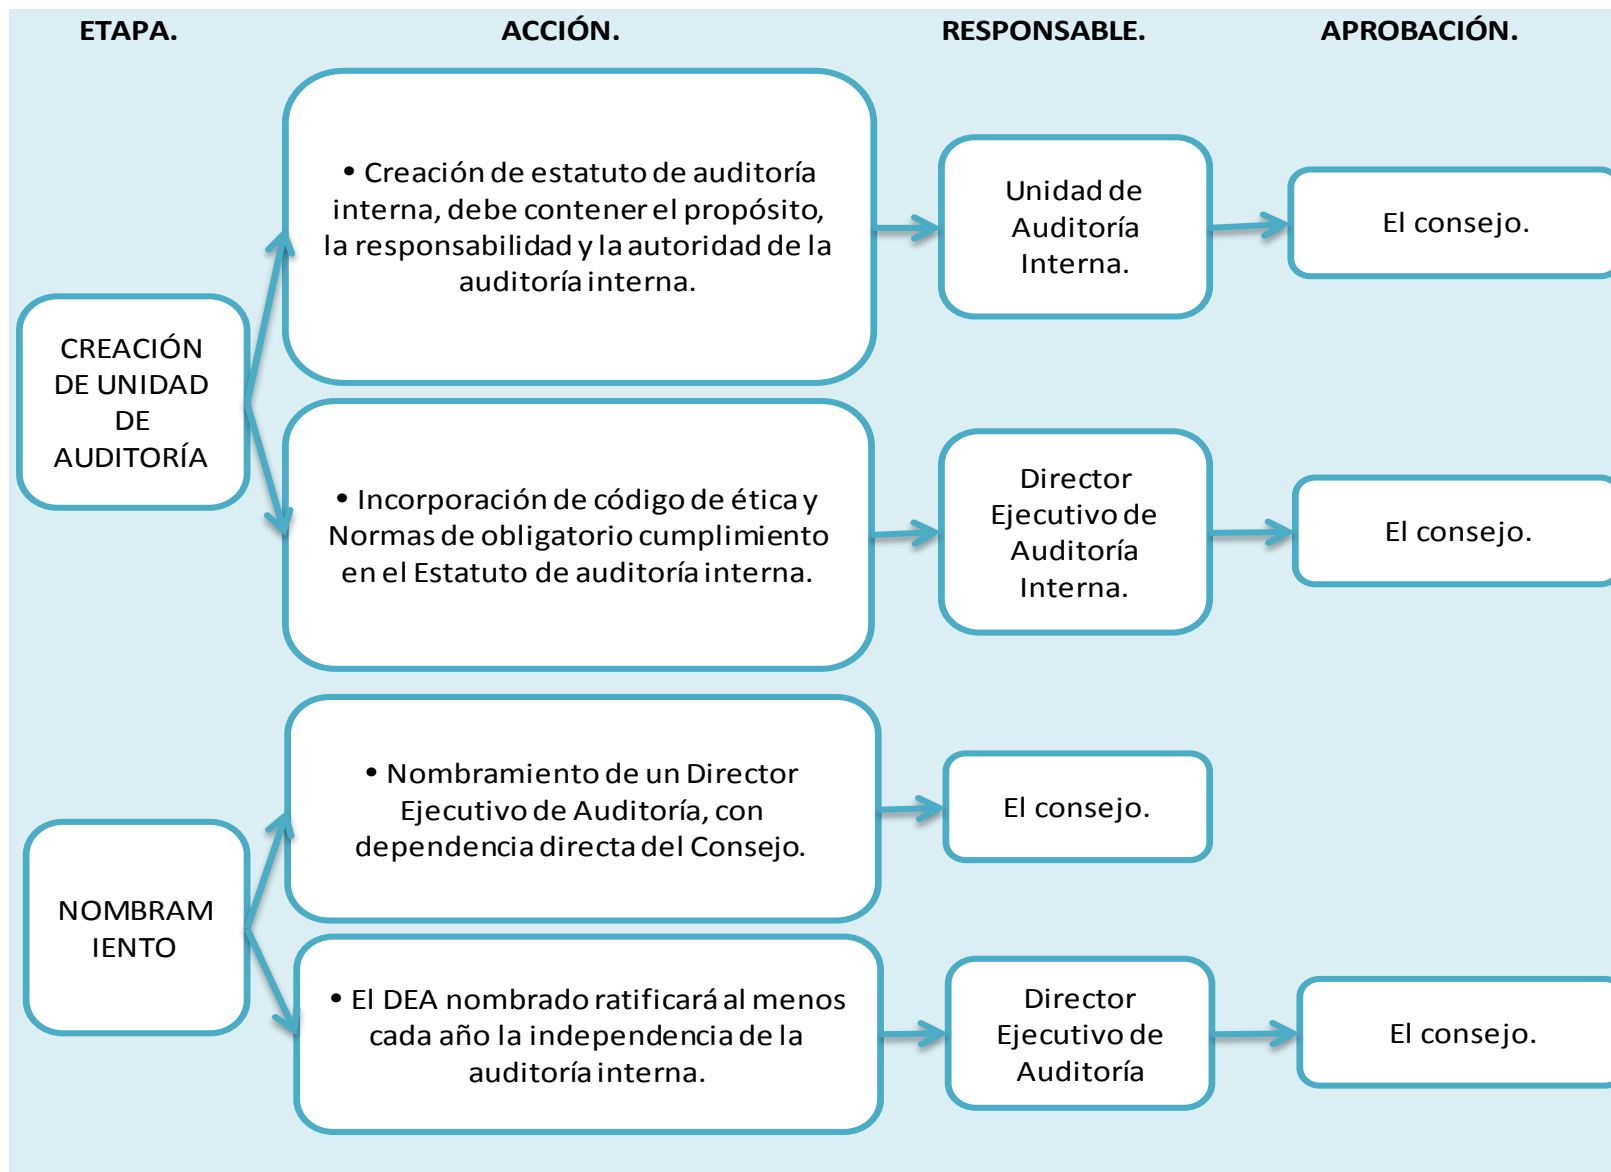 ETAPA. ACCIÓN. RESPONSABLE. APROBACIÓN.
CREACIÓN
DE UNIDAD
DE
AUDITORÍA
• Creación de estatuto de auditoría
interna, debe contener el propósito,
la responsabilidad y la autoridad de la
auditoría interna.
Unidad de
Auditoría
Interna.
El consejo.
• Incorporación de código de ética y
Normas de obligatorio cumplimiento
en el Estatuto de auditoría interna.
Director
Ejecutivo de
Auditoría
Interna.
El consejo.
NOMBRAM
IENTO
• Nombramiento de un Director
Ejecutivo de Auditoría, con
dependencia directa del Consejo.
El consejo.
• El DEA nombrado ratificará al menos
cada año la independencia de la
auditoría interna.
Director
Ejecutivo de
Auditoría
El consejo.